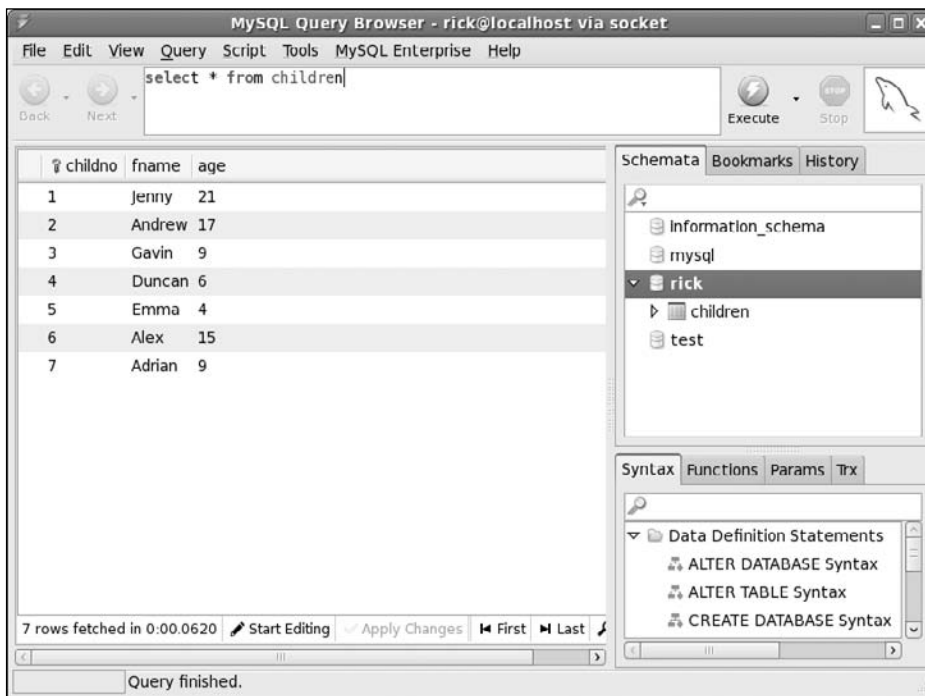 MySQL Query Browser - rick@localhost via socket
File Edit View Query Script Tools MySQL Enterprise Help
select * from children
Back Next Execute STOP Stop
childno fname age
1 Jenny 21
2 Andrew 17
3 Gavin 9
4 Duncan 6
5 Emma 4
6 Alex 15
7 Adrian 9
7 rows fetched in 0:00.0620 Start Editing Apply Changes First Last
Schemata Bookmarks History
information_schema
mysql
rick
children
test
Syntax Functions Params Trx
Data Definition Statements
ALTER DATABASE Syntax
ALTER TABLE Syntax
CREATE DATABASE Syntax
Query finished.